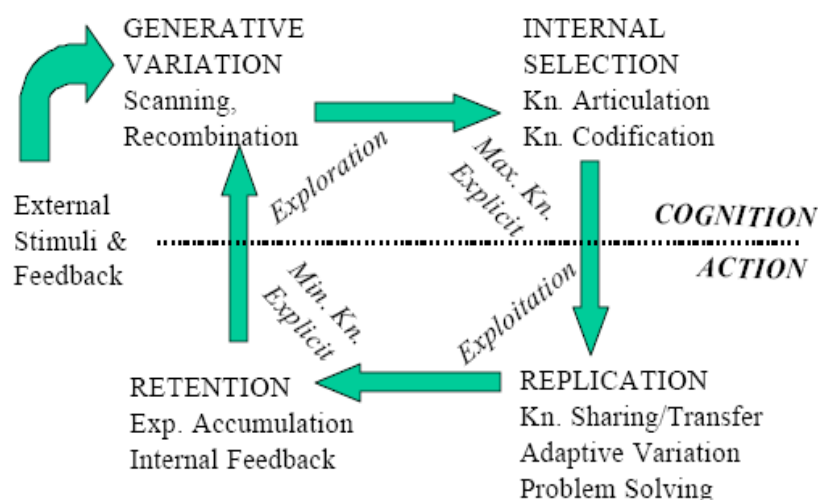 GENERATIVE
VARIATION
Scanning,
Recombination
INTERNAL
SELECTION
Kn. Articulation
Kn. Codification
Exploration
Max. Kn.
Explicit
External
Stimuli &
Feedback
COGNITION
ACTION
Min. Kn.
Explicit
Exploitation
RETENTION
Exp. Accumulation
Internal Feedback
REPLICATION
Kn. Sharing/Transfer
Adaptive Variation
Problem Solving